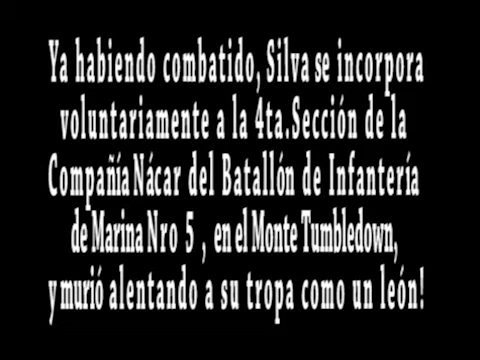 Ya habiendo combatido, Silva se incorpora
voluntariamente a la 4ta.Sección de la
Compañía Nácar del Batallón de Infantería
de Marina Nro 5 , en el Monte Tumbledown,
y murió alentando a su tropa como un león!